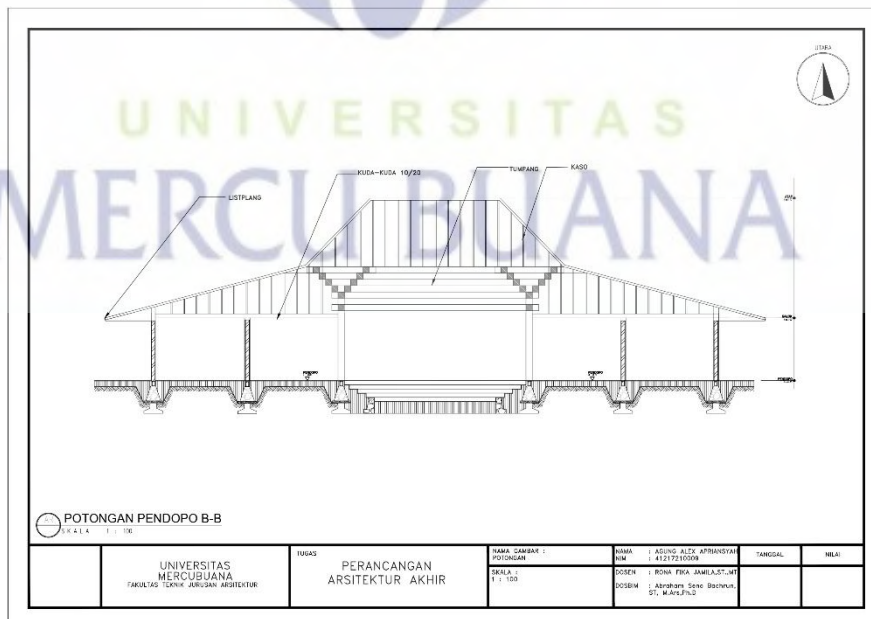 UTARA
UNIVERSITAS
MERCU BUANA
KUDA-KUDA 10/20
TUMPANG
KASO
LISTPLANG
POTONGAN PENDOPO B-B
SKALA 1 : 100
UNIVERSITAS
MERCUBUANA
FAKULTAS TEKNIK JURUSAN ARSITEKTUR
TUGAS
PERANCANGAN
ARSITEKTUR AKHIR
NAMA GAMBAR :
POTONGAN
SKALA :
1 : 100
NAMA : AGUNG ALEX APRIANSYAH
NIM : 41217210009
DOSEN : RONA FIKA JAMILA,ST.,MT
DOSBIM : Abraham Seno Bachrun,
ST, M.Ars,Ph.D
TANGGAL
NILAI